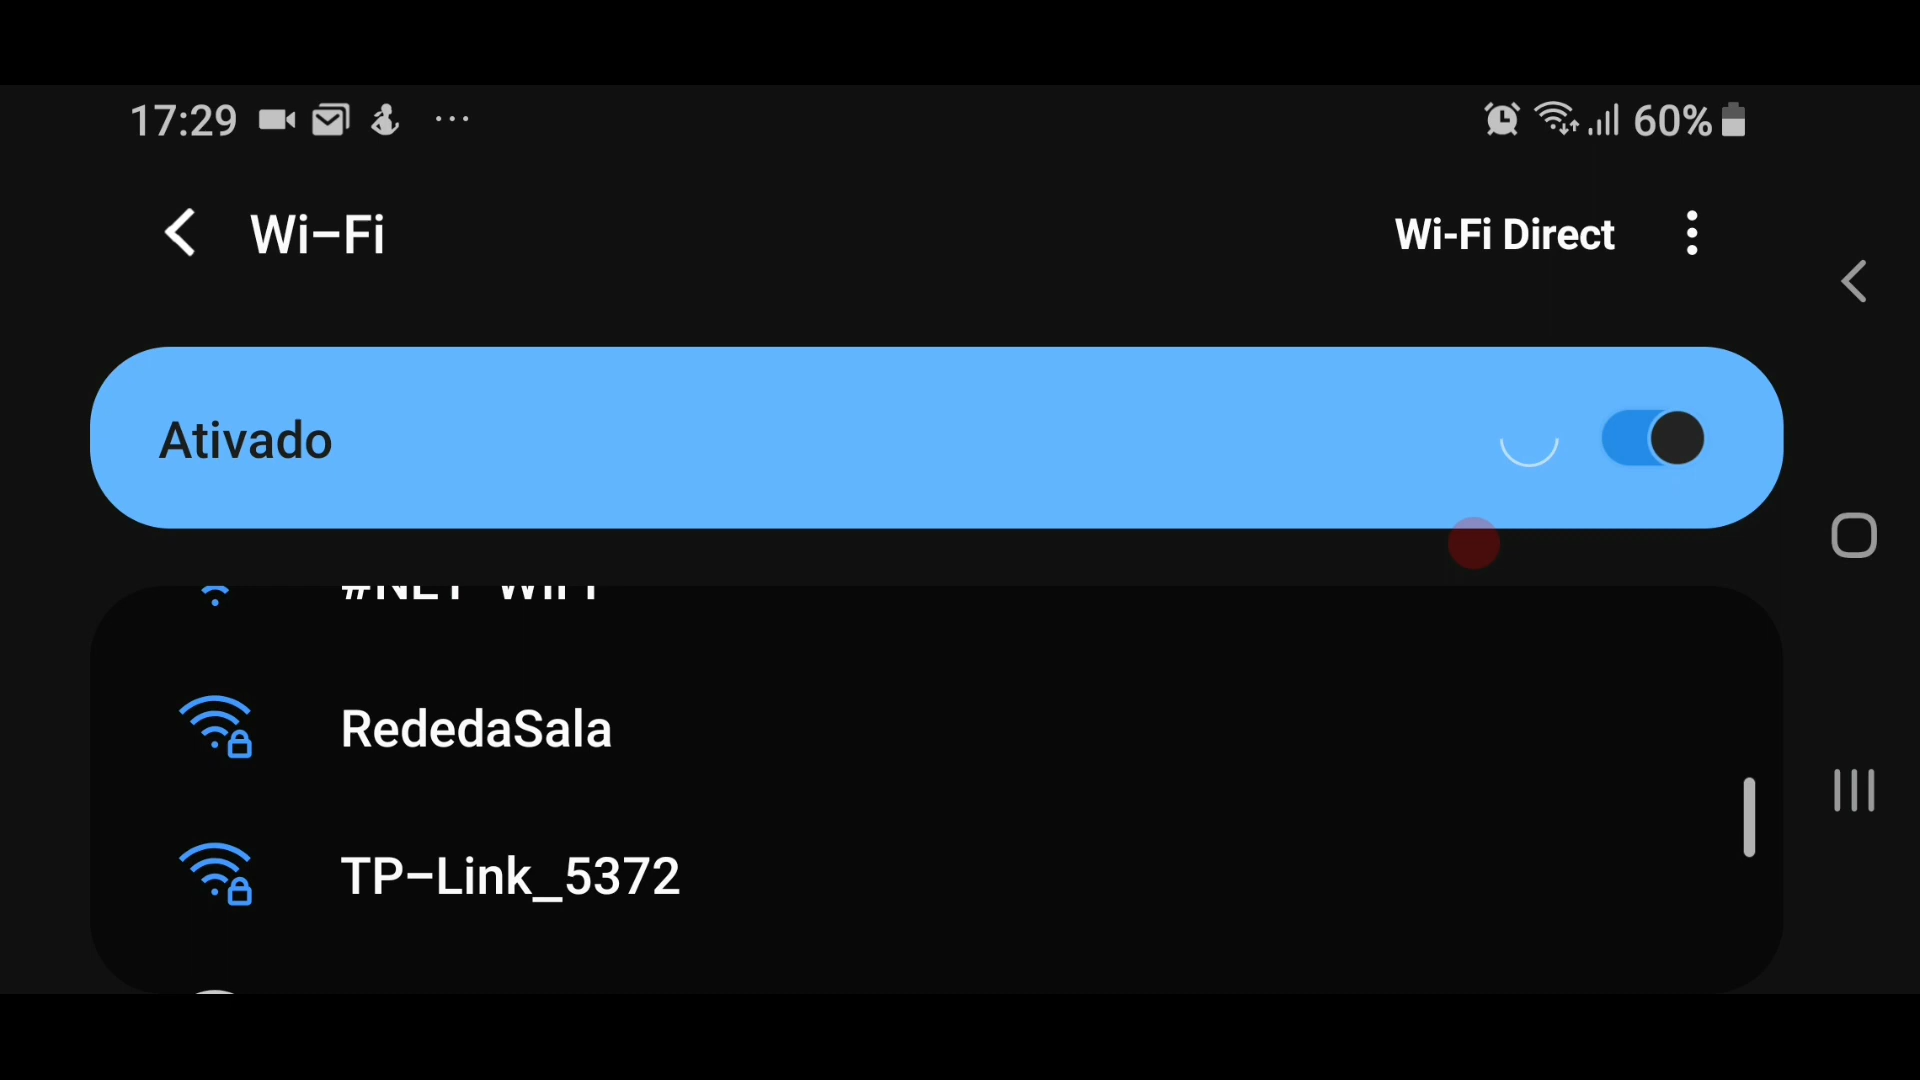 17:29
60%
Wi-Fi
Wi-Fi Direct
Ativado
RededaSala
TP-Link_5372